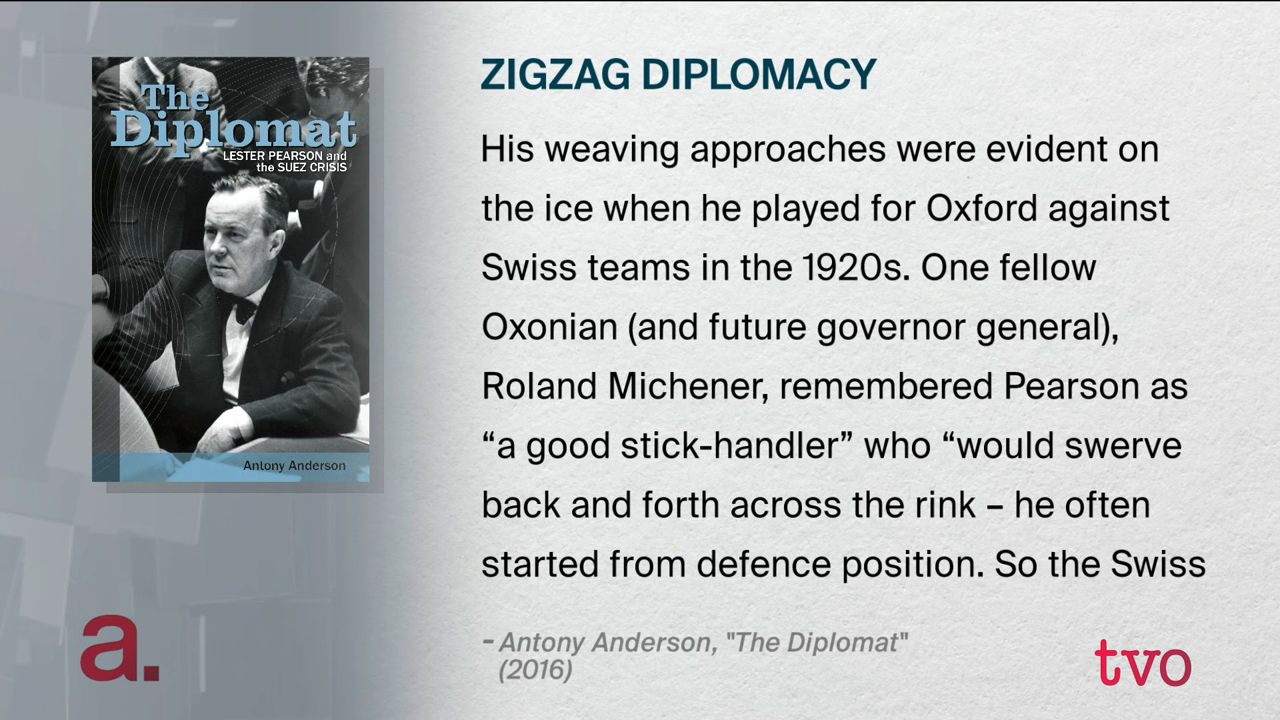 The
Diplomat
LESTER PEARSON and
the SUEZ CRISIS
Antony Anderson
ZIGZAG DIPLOMACY
His weaving approaches were evident on
the ice when he played for Oxford against
Swiss teams in the 1920s. One fellow
Oxonian (and future governor general),
Roland Michener, remembered Pearson as
“a good stick-handler” who “would swerve
back and forth across the rink – he often
started from defence position. So the Swiss
- Antony Anderson, "The Diplomat"
(2016)
a.
tvo